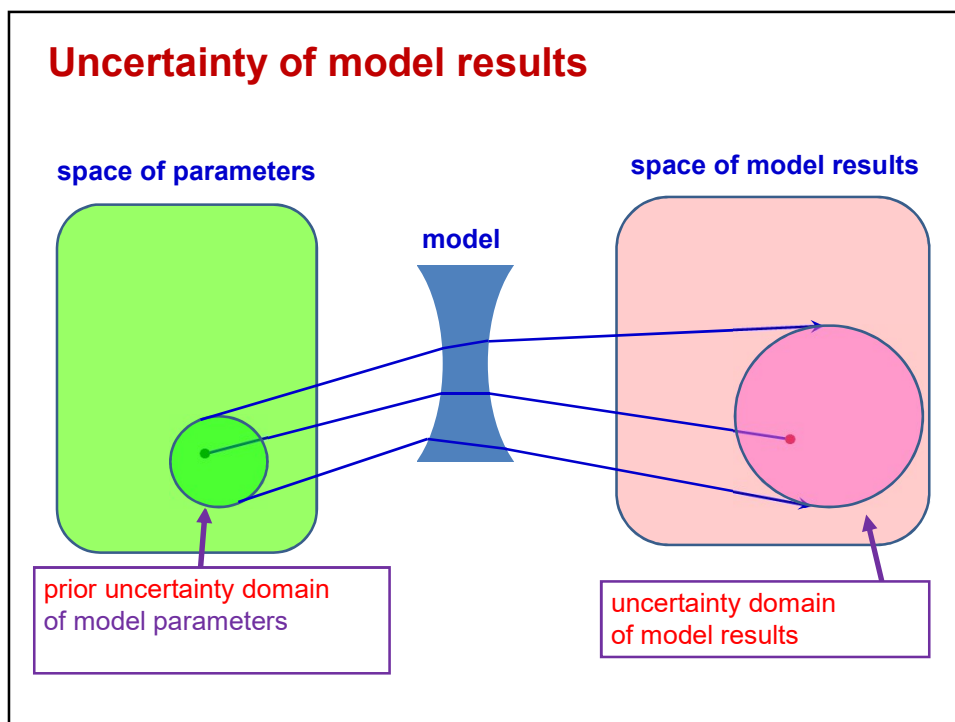 Uncertainty of model results
space of parameters
space of model results
model
prior uncertainty domain
of model parameters
uncertainty domain
of model results